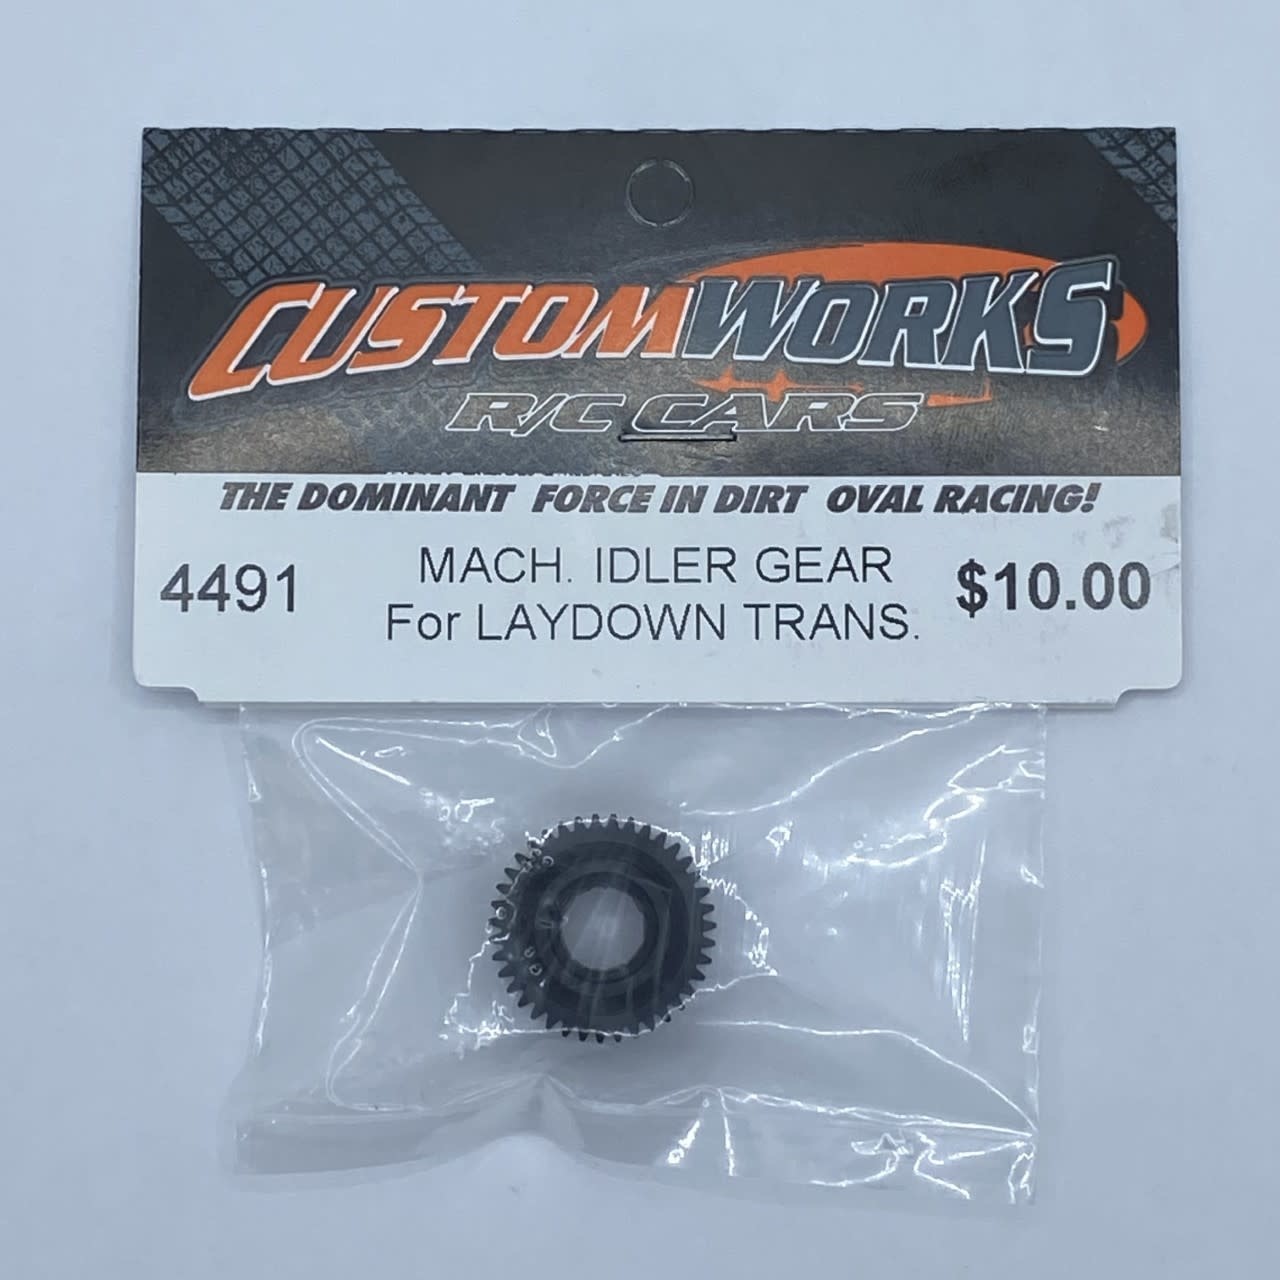 CUSTOMWORKS
R/C CARS
THE DOMINANT FORCE IN DIRT OVAL RACING!
4491 MACH. IDLER GEAR $10.00
For LAYDOWN TRANS.